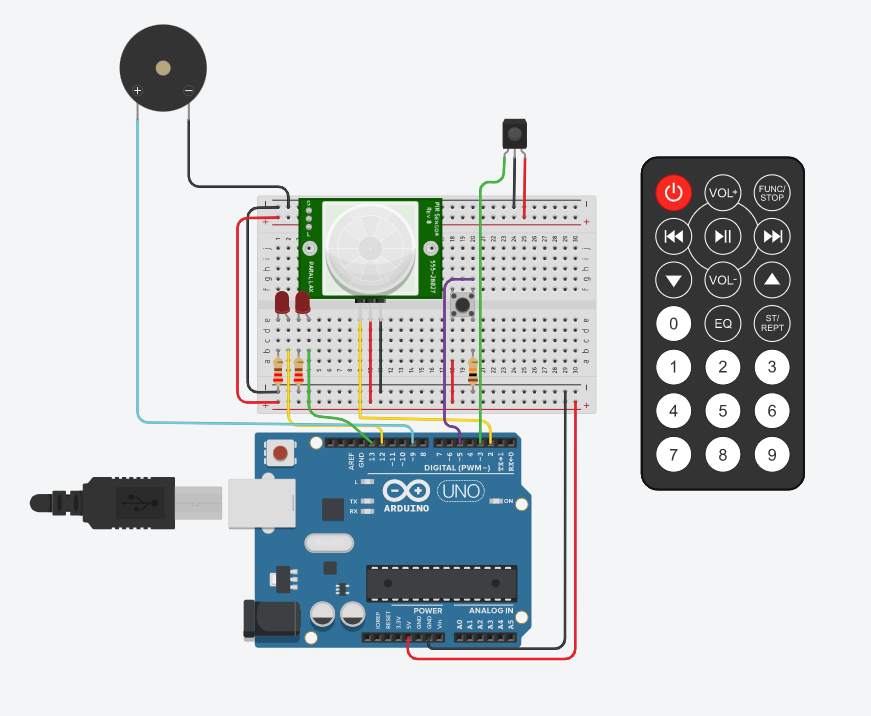 + −
VOL+
FUNC/
STOP
VOL-
0
EQ
ST/
REPT
1
2
3
4
5
6
7
8
9
PIR SENSOR
Rev B
PARALLAX
555-28027
AREF
GND
13
12
~11
~10
~9
8
7
~6
~5
4
~3
2
TX→1
RX←0
DIGITAL (PWM~)
L
TX
RX
ARDUINO
UNO
ON
POWER
ANALOG IN
IOREF
RESET
3.3V
5V
GND
GND
Vin
A0
A1
A2
A3
A4
A5